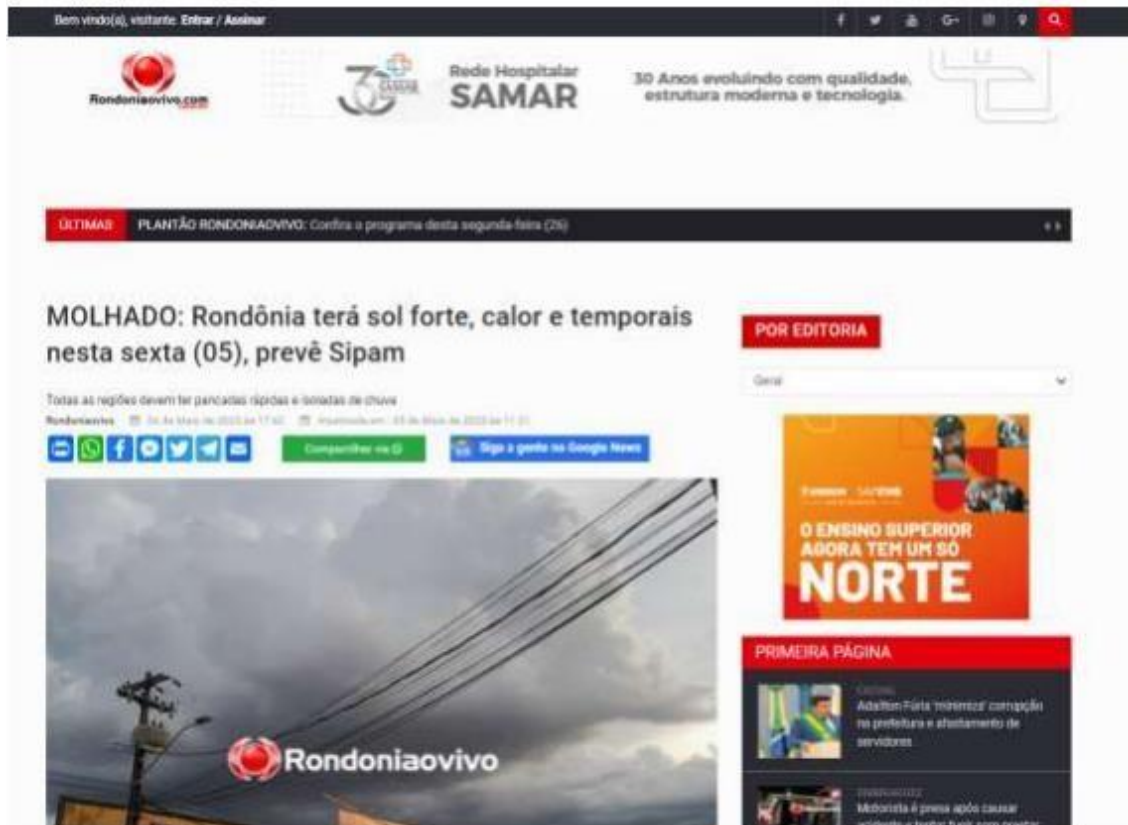 Bem vindo(a), visitante. Entrar / Assinar
Rondoniaovivo.com
30
SAMAR
Rede Hospitalar
SAMAR
30 Anos evoluindo com qualidade,
estrutura moderna e tecnologia.
ÚLTIMAS
PLANTÃO RONDONIAOVIVO: Confira o programa desta segunda-feira (26)
MOLHADO: Rondônia terá sol forte, calor e temporais
nesta sexta (05), prevê Sipam
Todas as regiões devem ter pancadas rápidas e isoladas de chuva
Rondoniaovivo
Compartilhar via
Siga a gente no Google News
Rondoniaovivo
POR EDITORIA
Geral
O ENSINO SUPERIOR
AGORA TEM UM SÓ
NORTE
PRIMEIRA PÁGINA
Adailton Fúria 'minimiza' corrupção
na prefeitura e afastamento de
servidores
Motorista é presa após causar